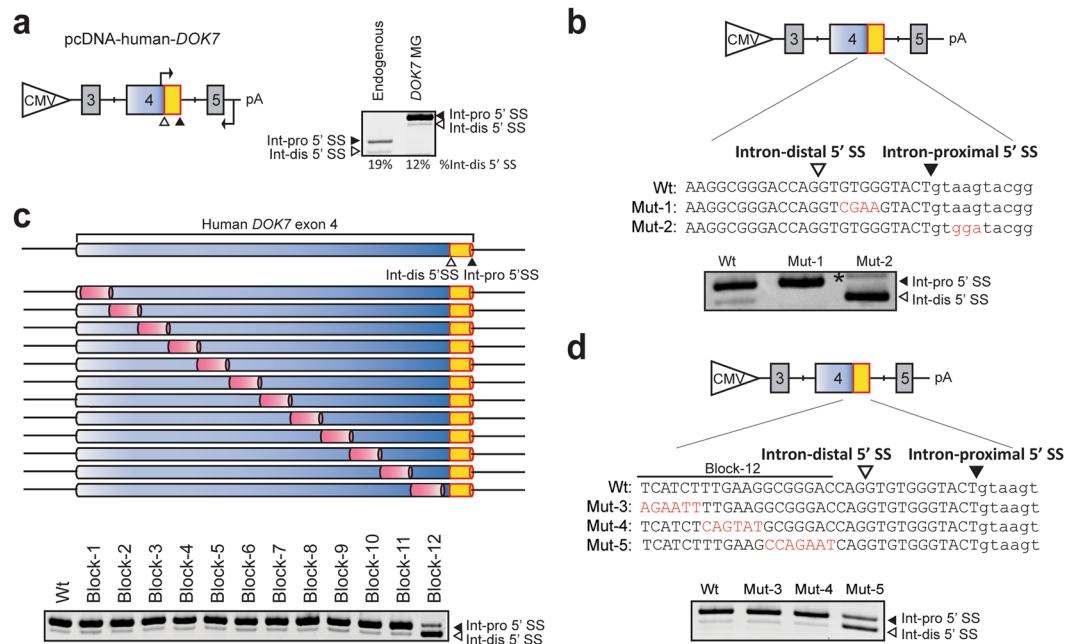 a
pcDNA-human-DOK7
CMV
3
4
5
pA
Endogenous
DOK7 MG
Int-pro 5' SS
Int-dis 5' SS
Int-pro 5' SS
Int-dis 5' SS
19%
12%
%Int-dis 5' SS
b
CMV
3
4
5
pA
Intron-distal 5' SS
Intron-proximal 5' SS
Wt: AAGGCGGGACCAGGTGTGGGTACTgtaagtacgg
Mut-1: AAGGCGGGACCAGGTCGAAGTACTgtaagtacgg
Mut-2: AAGGCGGGACCAGGTGTGGGTACTgtggatacgg
Wt
Mut-1
Mut-2
*
Int-pro 5' SS
Int-dis 5' SS
c
Human DOK7 exon 4
Int-dis 5'SS
Int-pro 5'SS
Wt
Block-1
Block-2
Block-3
Block-4
Block-5
Block-6
Block-7
Block-8
Block-9
Block-10
Block-11
Block-12
Int-pro 5' SS
Int-dis 5' SS
d
CMV
3
4
5
pA
Intron-distal 5' SS
Intron-proximal 5' SS
Block-12
Wt: TCATCTTTGAAGGCGGGACCAGGTGTGGGTACTgtaagt
Mut-3: AGAATTTTGAAGGCGGGACCAGGTGTGGGTACTgtaagt
Mut-4: TCATCTCAGTATGCGGGACCAGGTGTGGGTACTgtaagt
Mut-5: TCATCTTTGAAGCCAGAATCAGGTGTGGGTACTgtaagt
Wt
Mut-3
Mut-4
Mut-5
Int-pro 5' SS
Int-dis 5' SS